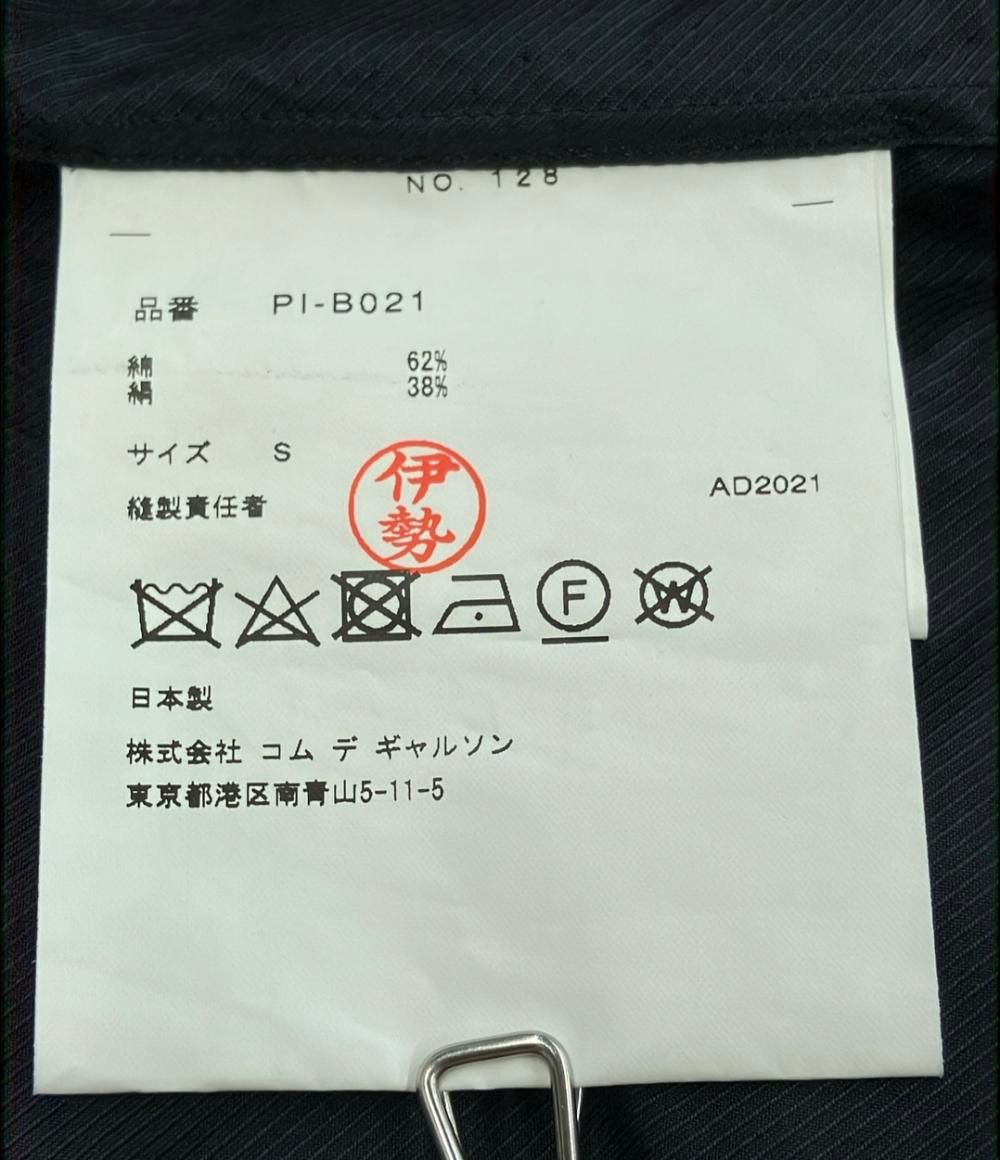 NO. 128
品番 PI-B021
綿 62%
絹 38%
サイズ S
伊勢
AD2021
縫製責任者
F
W
日本製
株式会社 コム デ ギャルソン
東京都港区南青山5-11-5